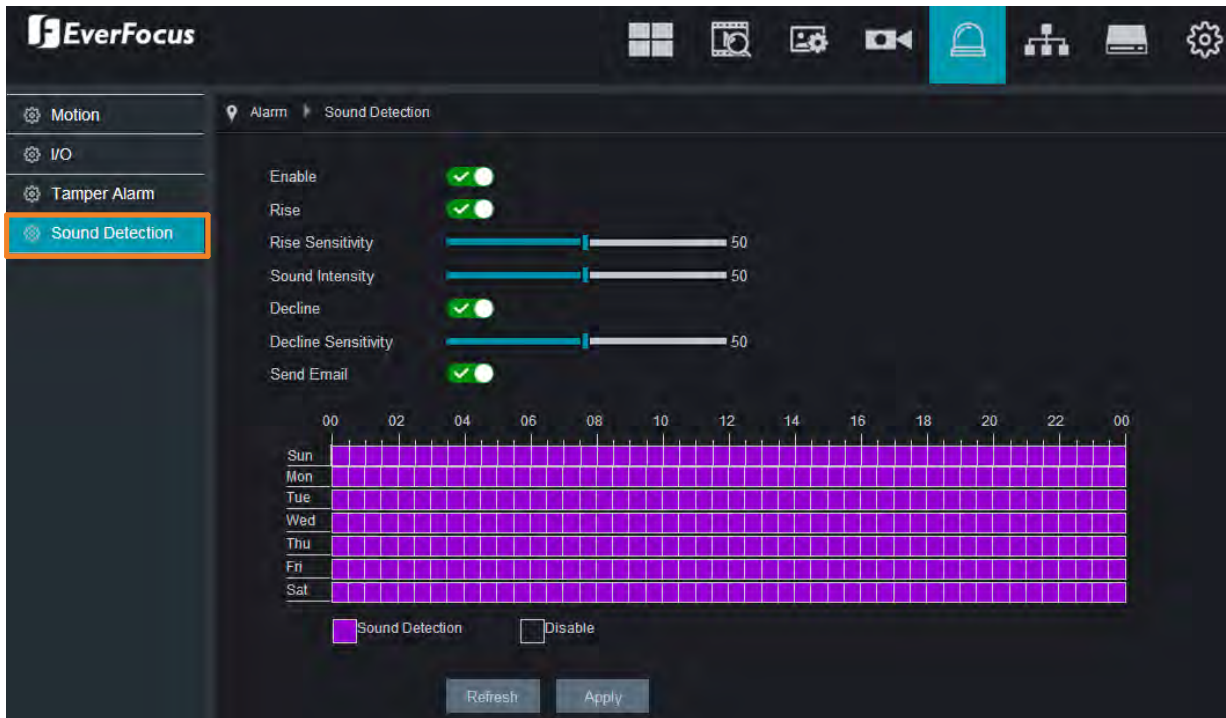 EverFocus
Motion
I/O
Tamper Alarm
Sound Detection
Alarm Sound Detection
Enable
Rise
Rise Sensitivity 50
Sound Intensity 50
Decline
Decline Sensitivity 50
Send Email
00 02 04 06 08 10 12 14 16 18 20 22 00
Sun
Mon
Tue
Wed
Thu
Fri
Sat
Sound Detection Disable
Refresh Apply